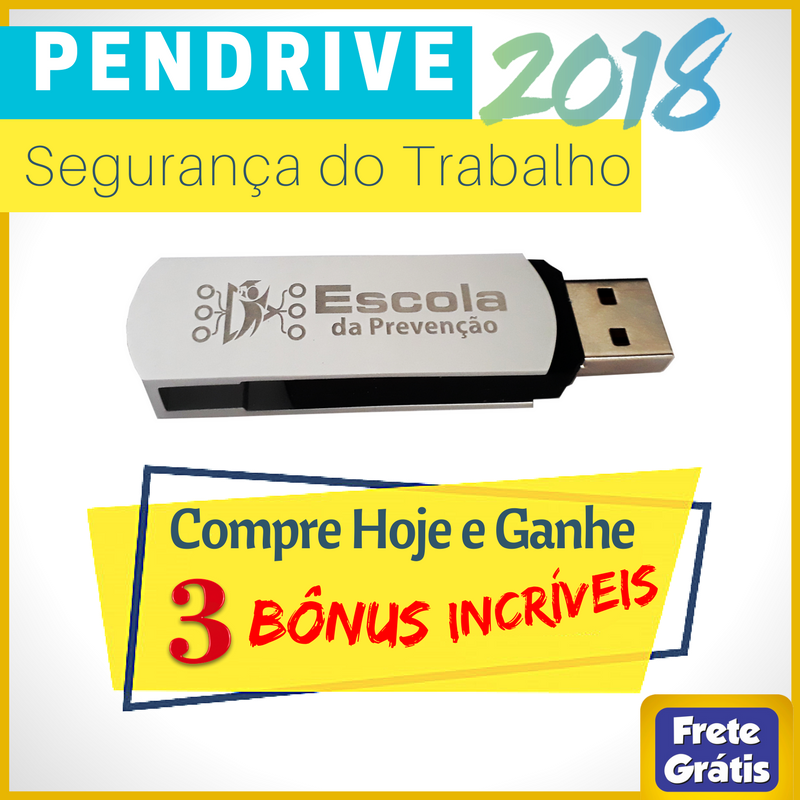 PENDRIVE 2018
Segurança do Trabalho
Escola
da Prevenção
Compre Hoje e Ganhe
3 BÔNUS INCRÍVEIS
Frete
Grátis